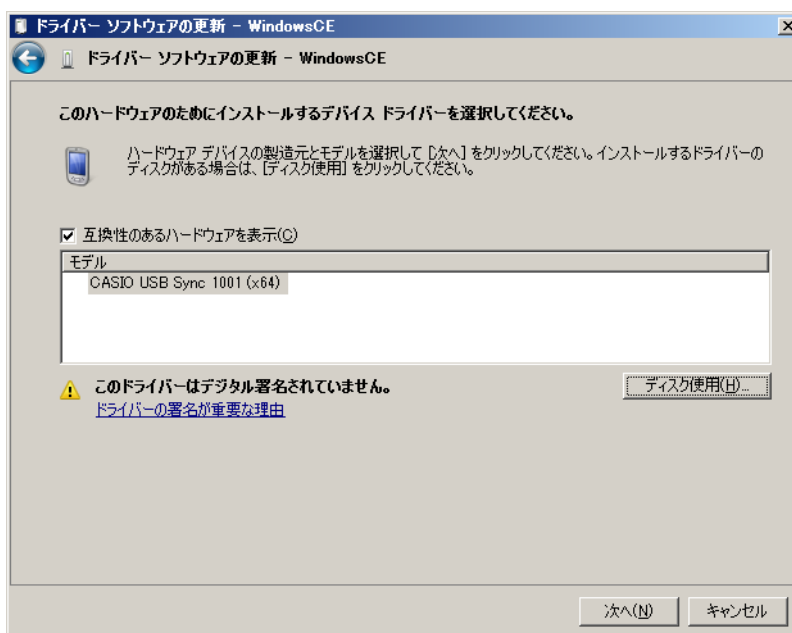 ドライバー ソフトウェアの更新 - WindowsCE
ドライバー ソフトウェアの更新 - WindowsCE
このハードウェアのためにインストールするデバイス ドライバーを選択してください。
ハードウェア デバイスの製造元とモデルを選択して [次へ] をクリックしてください。インストールするドライバーの
ディスクがある場合は、[ディスク使用] をクリックしてください。
互換性のあるハードウェアを表示(C)
モデル
CASIO USB Sync 1001 (x64)
このドライバーはデジタル署名されていません。
ディスク使用(H)...
ドライバーの署名が重要な理由
次へ(N)
キャンセル